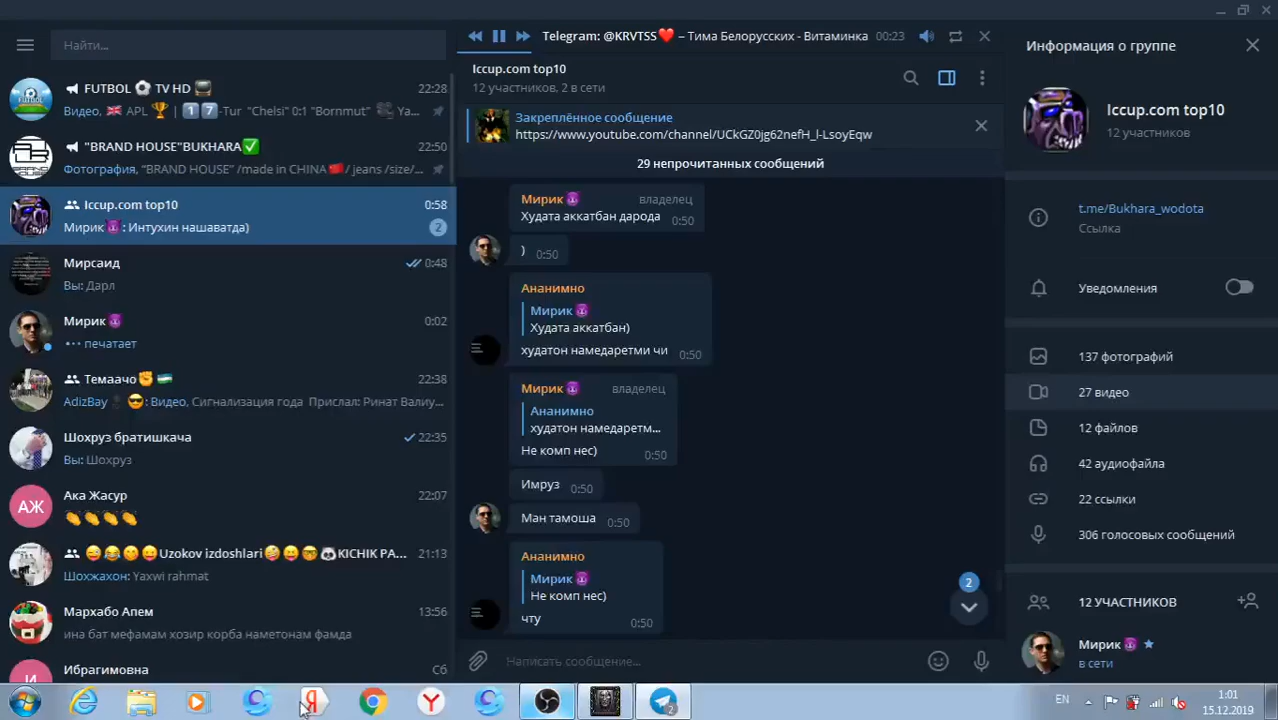 Найти...
FUTBOL ⚽ TV HD 📺 22:28
Видео, 🇬🇧 APL 🏆 | 1️⃣7️⃣-Tur "Chelsi" 0:1 "Bornmut" 📽 Ya...
"BRAND HOUSE"BUKHARA✅ 22:50
Фотография, "BRAND HOUSE" /made in CHINA🇨🇳/ jeans /size/...
Iccup.com top10 0:58
Мирик😈: Интухин нашаватда) 2
Мирсаид 0:48
Вы: Дарл
Мирик😈 0:02
печатает
Темаачо✊ 🇺🇿 22:38
AdizBay 😎: Видео, Сигнализация года Прислал: Ринат Валиу...
Шохруз братишкача 22:35
Вы: Шохруз
АЖ
Ака Жасур 22:07
👏👏👏👏
😋😂😋😛Uzokov izdoshlari🤪😛🤓🐼KICHIK PA... 21:13
Шохжахон: Yaxwi rahmat
Мархабо Апем 13:56
ина бат мефамам хозир корба наметонам фамда
И
Ибрагимовна Сб
Telegram: @KRVTSS❤️ – Тима Белорусских - Витаминка 00:23
Iccup.com top10
12 участников, 2 в сети
Закреплённое сообщение
https://www.youtube.com/channel/UCkGZ0jg62nefH_l-LsoyEqw
29 непрочитанных сообщений
Мирик😈 владелец
Худата аккатбан дарода 0:50
) 0:50
Ананимно
Мирик😈
Худата аккатбан)
худатон намедаретми чи 0:50
Мирик😈 владелец
Ананимно
худатон намедаретм...
Не комп нес) 0:50
Имруз 0:50
Ман тамоша 0:50
Ананимно
Мирик😈
Не комп нес)
чту 0:50
2
Написать сообщение...
Информация о группе
Iccup.com top10
12 участников
t.me/Bukhara_wodota
Ссылка
Уведомления
137 фотографий
27 видео
12 файлов
42 аудиофайла
22 ссылки
306 голосовых сообщений
12 УЧАСТНИКОВ
Мирик😈
в сети
Я
Y
2
EN
1:01
15.12.2019